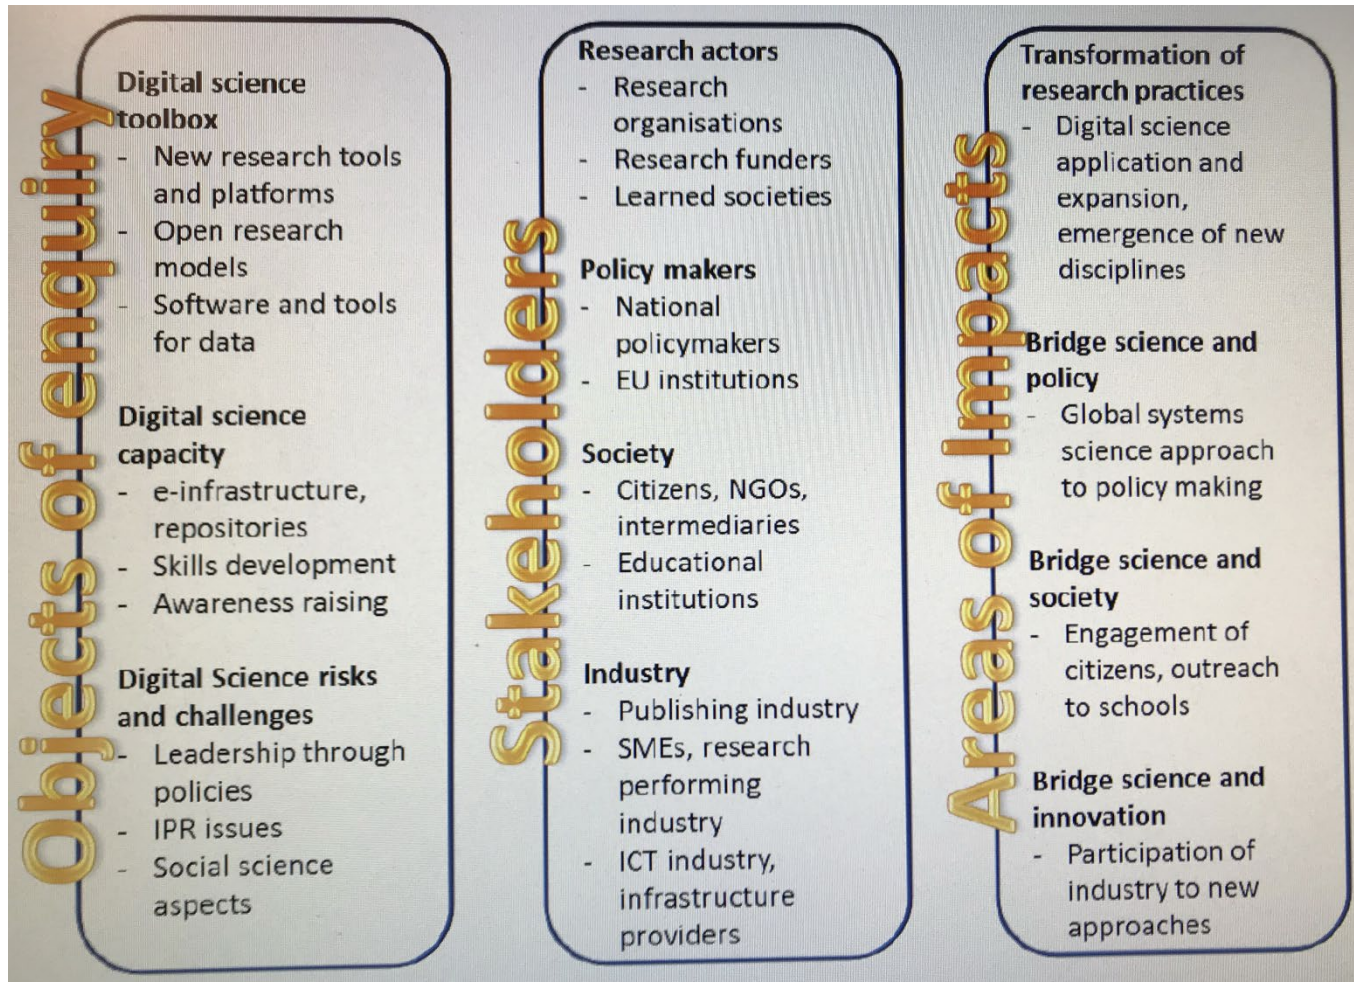 Objects of enquiry
Digital science
toolbox
- New research tools
and platforms
- Open research
models
- Software and tools
for data
Digital science
capacity
- e-infrastructure,
repositories
- Skills development
- Awareness raising
Digital Science risks
and challenges
- Leadership through
policies
- IPR issues
- Social science
aspects
Stakeholders
Research actors
- Research
organisations
- Research funders
- Learned societies
Policy makers
- National
policymakers
- EU institutions
Society
- Citizens, NGOs,
intermediaries
- Educational
institutions
Industry
- Publishing industry
- SMEs, research
performing
industry
- ICT industry,
infrastructure
providers
Areas of Impacts
Transformation of
research practices
- Digital science
application and
expansion,
emergence of new
disciplines
Bridge science and
policy
- Global systems
science approach
to policy making
Bridge science and
society
- Engagement of
citizens, outreach
to schools
Bridge science and
innovation
- Participation of
industry to new
approaches